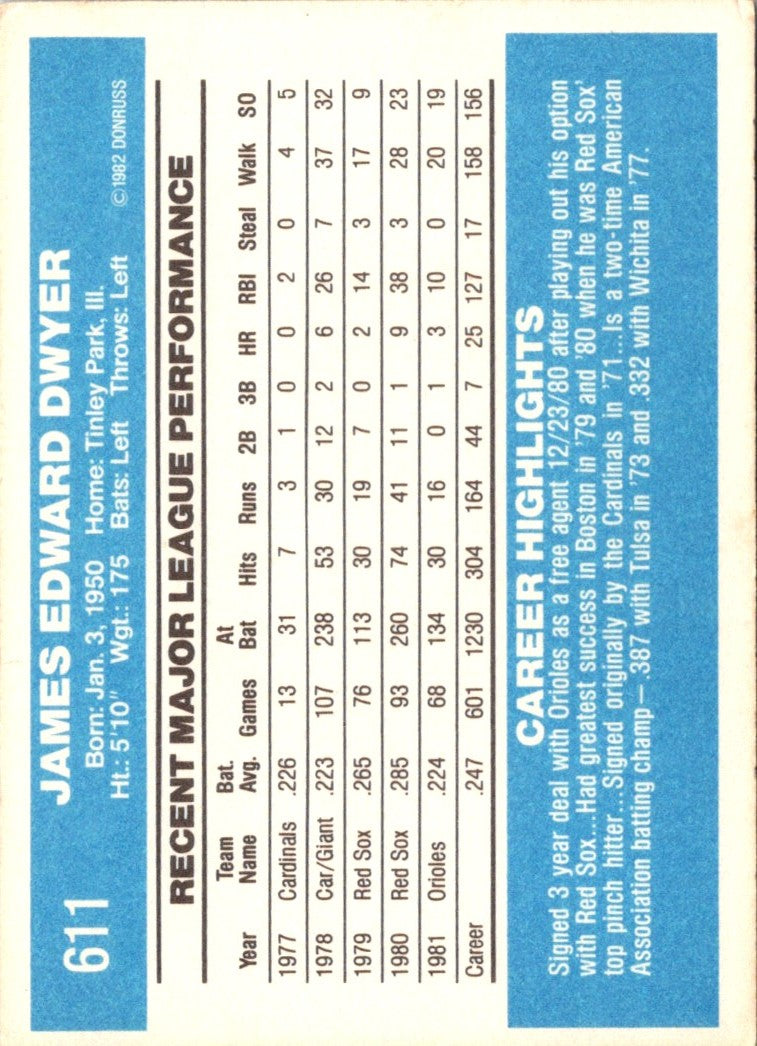 611
JAMES EDWARD DWYER
Born: Jan. 3, 1950 Home: Tinley Park, Ill.
Ht.: 5'10" Wgt.: 175 Bats: Left Throws: Left ©1982 DONRUSS
RECENT MAJOR LEAGUE PERFORMANCE
Year Team Name Bat. Avg. Games At Bat Hits Runs 2B 3B HR RBI Steal Walk SO
1977 Cardinals .226 13 31 7 3 1 0 0 2 0 4 5
1978 Car/Giant .223 107 238 53 30 12 2 6 26 7 37 32
1979 Red Sox .265 76 113 30 19 7 0 2 14 3 17 9
1980 Red Sox .285 93 260 74 41 11 1 9 38 3 28 23
1981 Orioles .224 68 134 30 16 0 1 3 10 0 20 19
Career .247 601 1230 304 164 44 7 25 127 17 158 156
CAREER HIGHLIGHTS
Signed 3 year deal with Orioles as a free agent 12/23/80 after playing out his option
with Red Sox...Had greatest success in Boston in '79 and '80 when he was Red Sox'
top pinch hitter...Signed originally by the Cardinals in '71...Is a two-time American
Association batting champ—.387 with Tulsa in '73 and .332 with Wichita in '77.